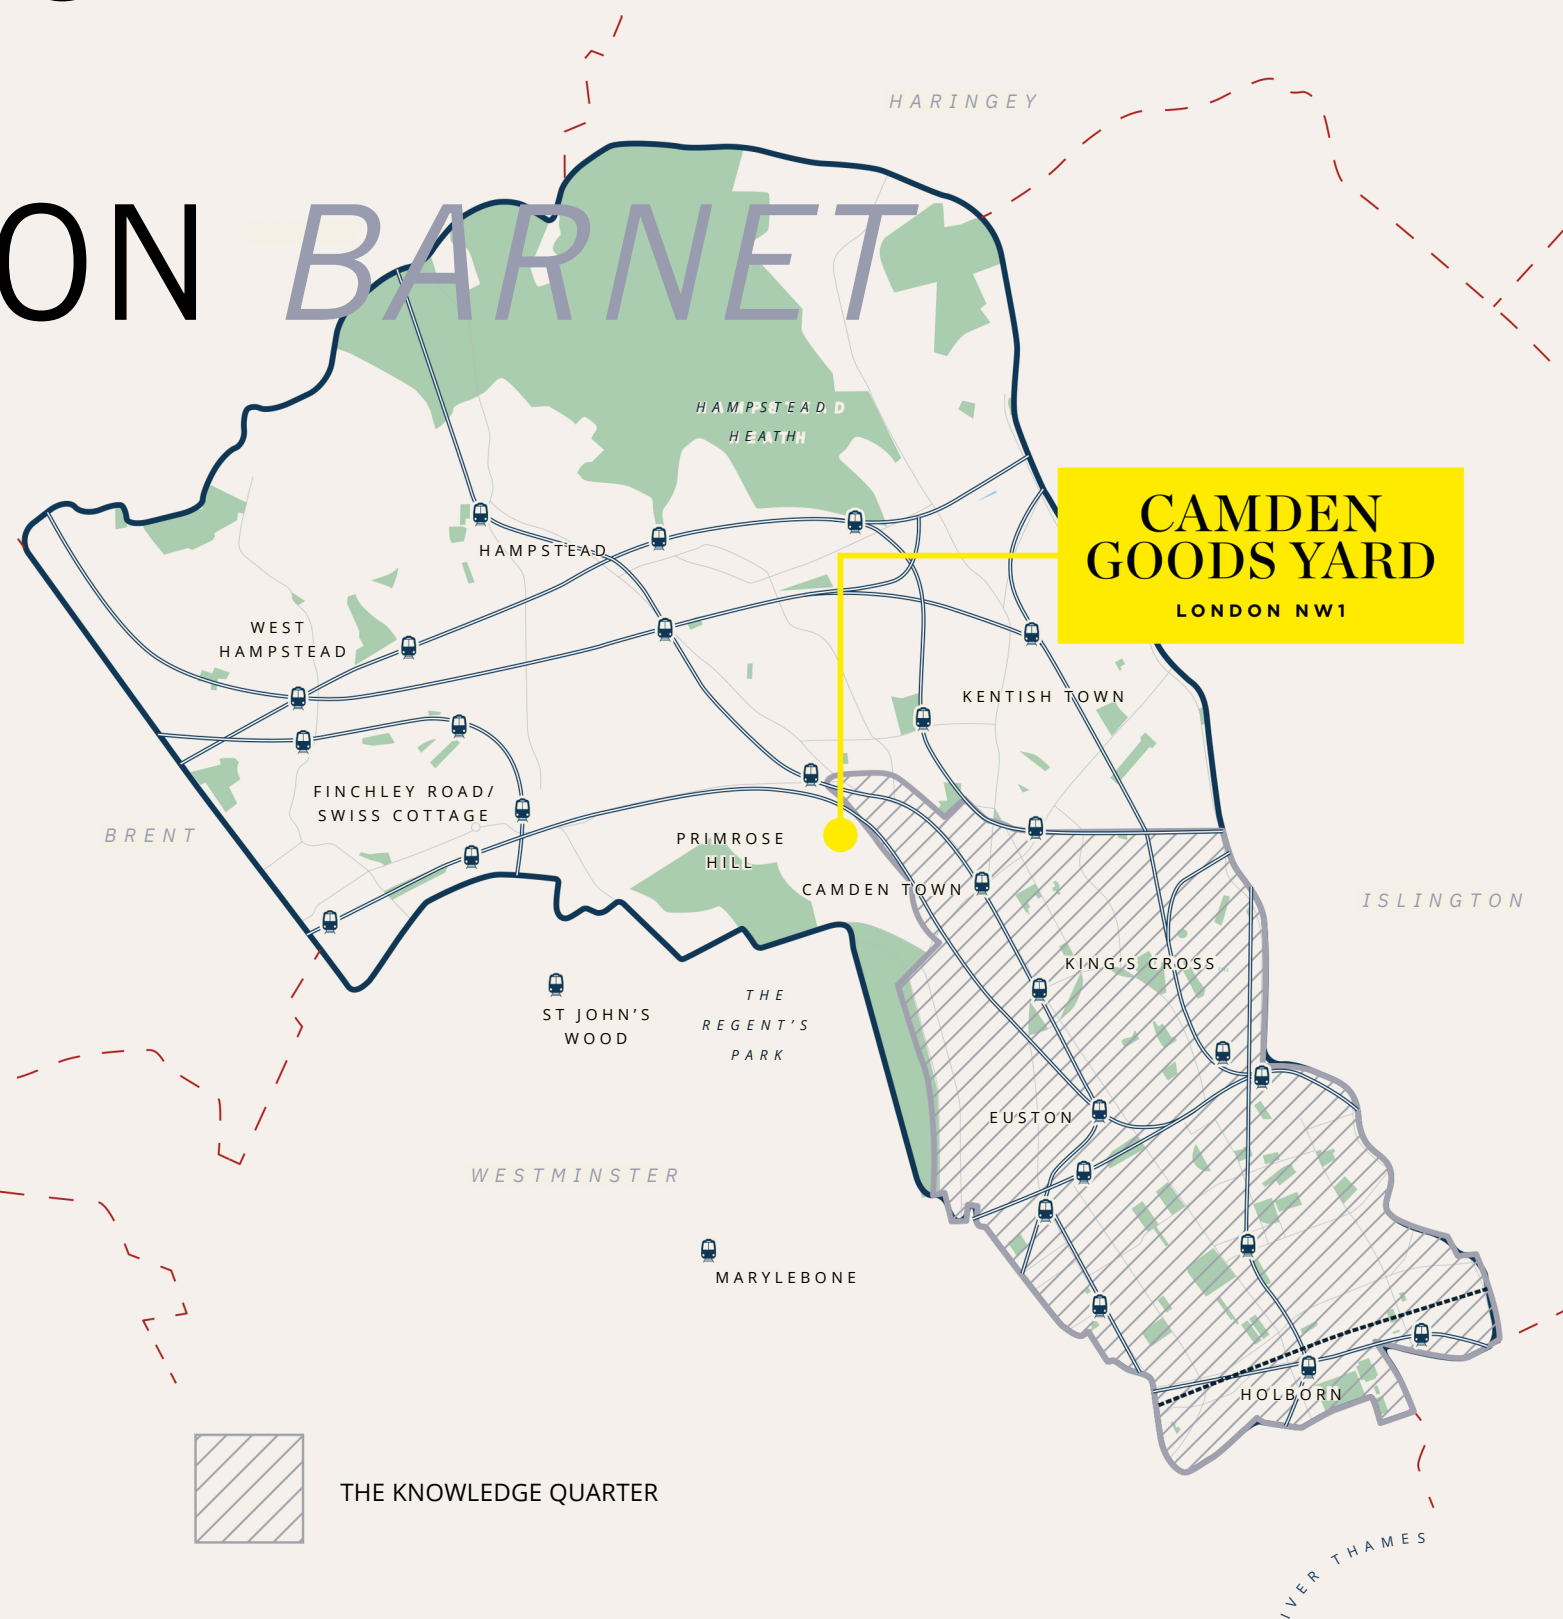 HARINGEY
ON BARNET
HAMPSTEAD
HEATH
CAMDEN
GOODS YARD
LONDON NW1
HAMPSTEAD
WEST
HAMPSTEAD
KENTISH TOWN
FINCHLEY ROAD/
SWISS COTTAGE
BRENT
PRIMROSE
HILL
CAMDEN TOWN
ISLINGTON
KING'S CROSS
ST JOHN'S
WOOD
THE
REGENT'S
PARK
EUSTON
WESTMINSTER
MARYLEBONE
HOLBORN
THE KNOWLEDGE QUARTER
IVER THAMES